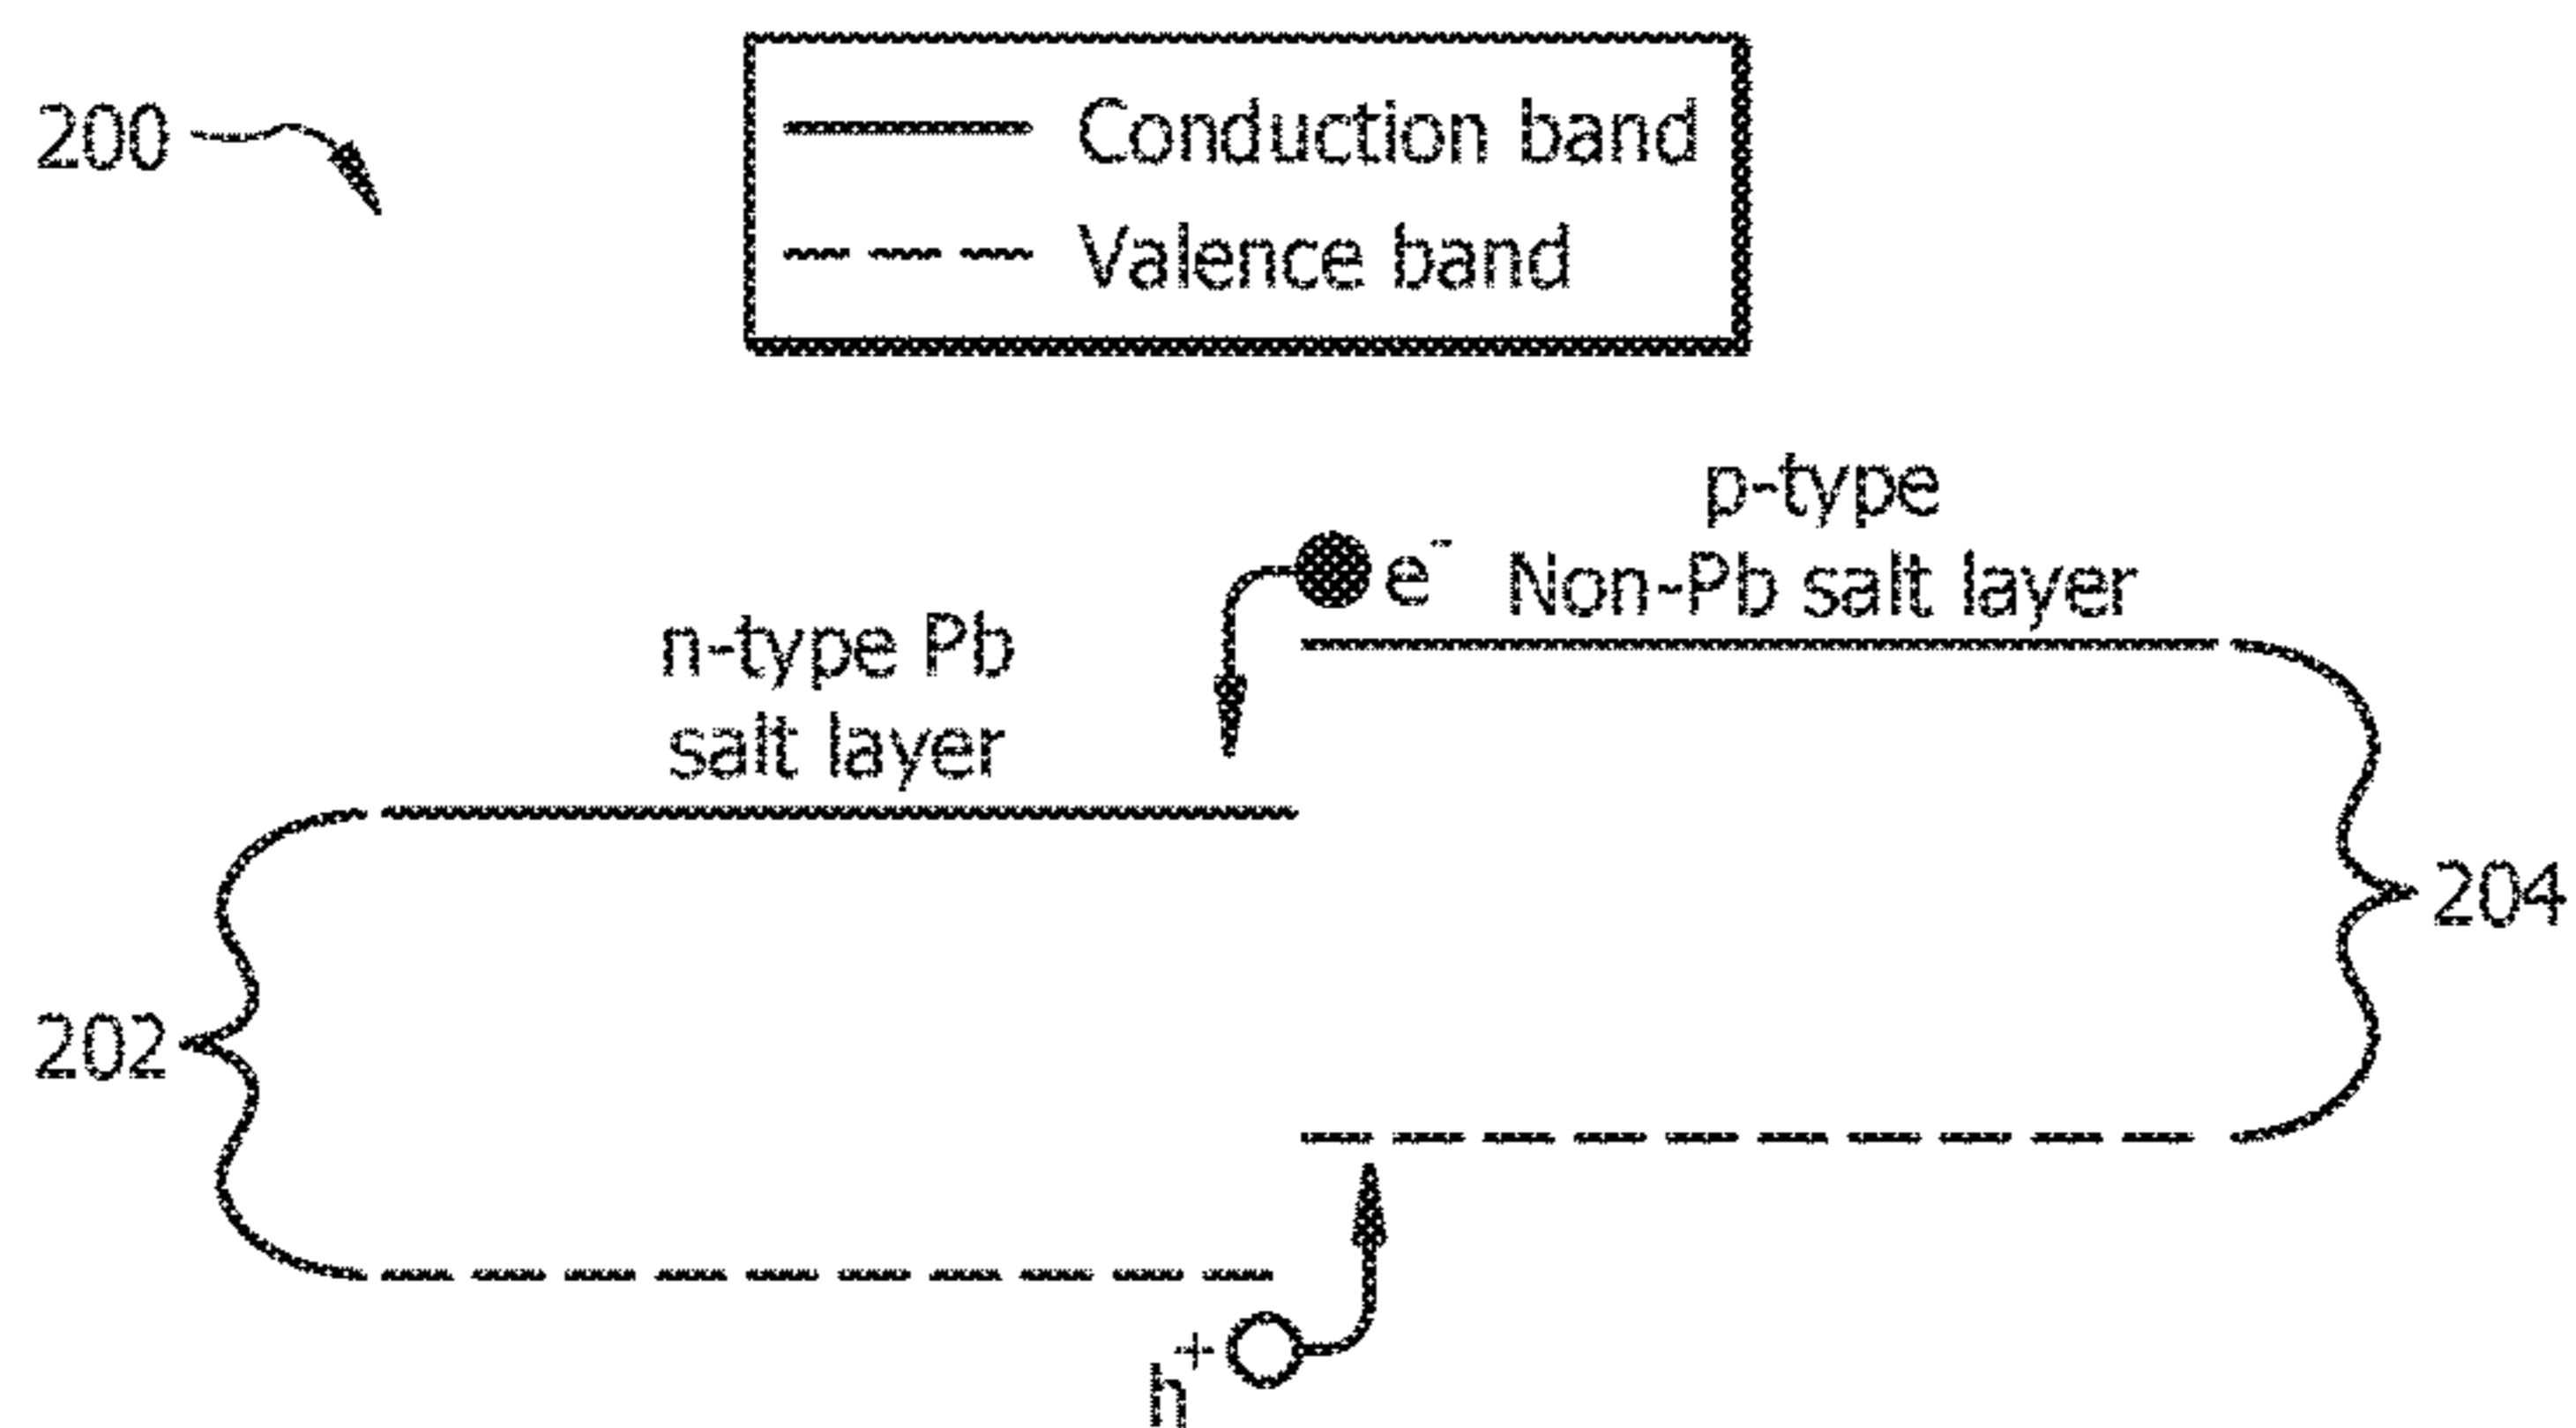 200
Conduction band
Valence band
p-type
e⁻ Non-Pb salt layer
n-type Pb
salt layer
204
202
h⁺